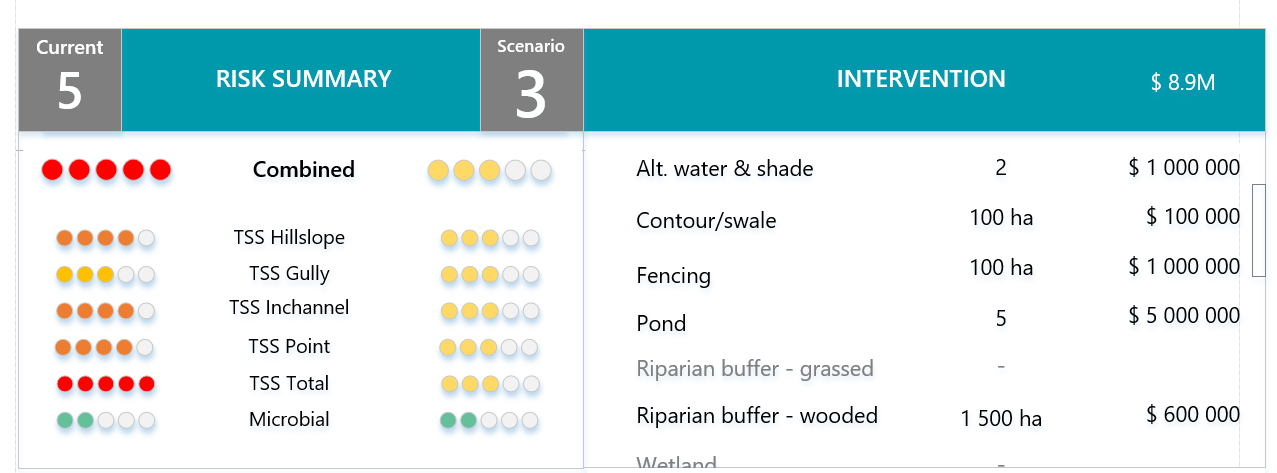 Current
5
RISK SUMMARY
Scenario
3
INTERVENTION
$ 8.9M
Combined
TSS Hillslope
TSS Gully
TSS Inchannel
TSS Point
TSS Total
Microbial
Alt. water & shade 2 $ 1 000 000
Contour/swale 100 ha $ 100 000
Fencing 100 ha $ 1 000 000
Pond 5 $ 5 000 000
Riparian buffer - grassed -
Riparian buffer - wooded 1 500 ha $ 600 000
Wetland -